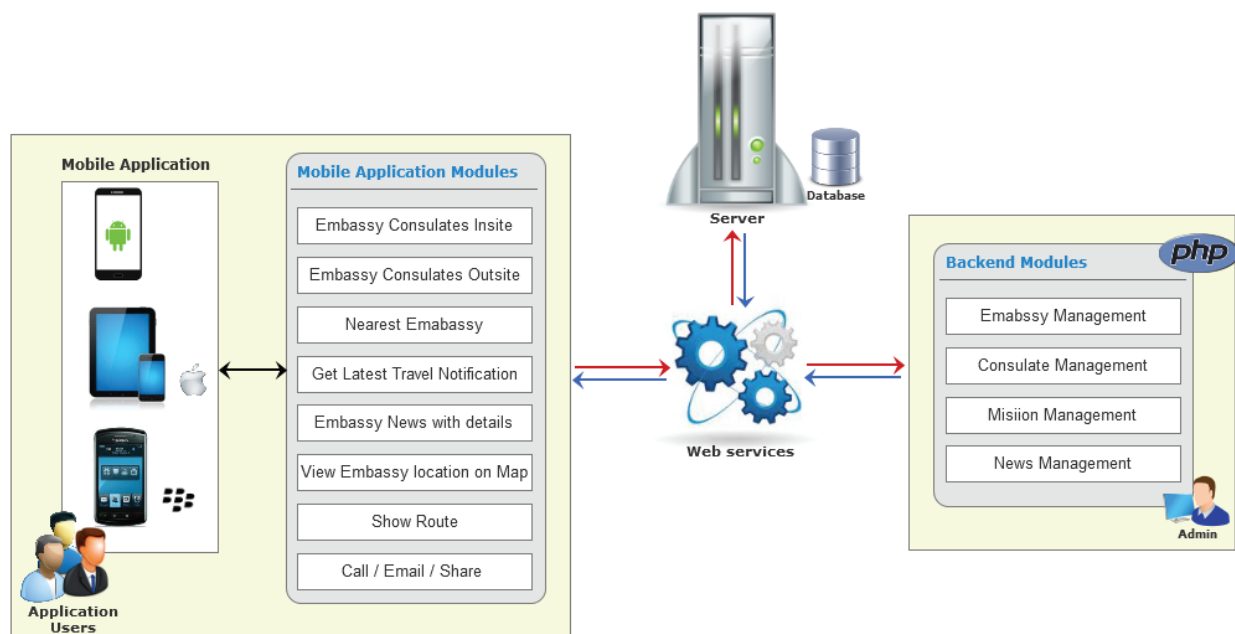 Mobile Application
Mobile Application Modules
Embassy Consulates Insite
Embassy Consulates Outsite
Nearest Emabassy
Get Latest Travel Notification
Embassy News with details
View Embassy location on Map
Show Route
Call / Email / Share
Application
Users
Server
Database
Web services
php
Backend Modules
Emabssy Management
Consulate Management
Misiion Management
News Management
Admin